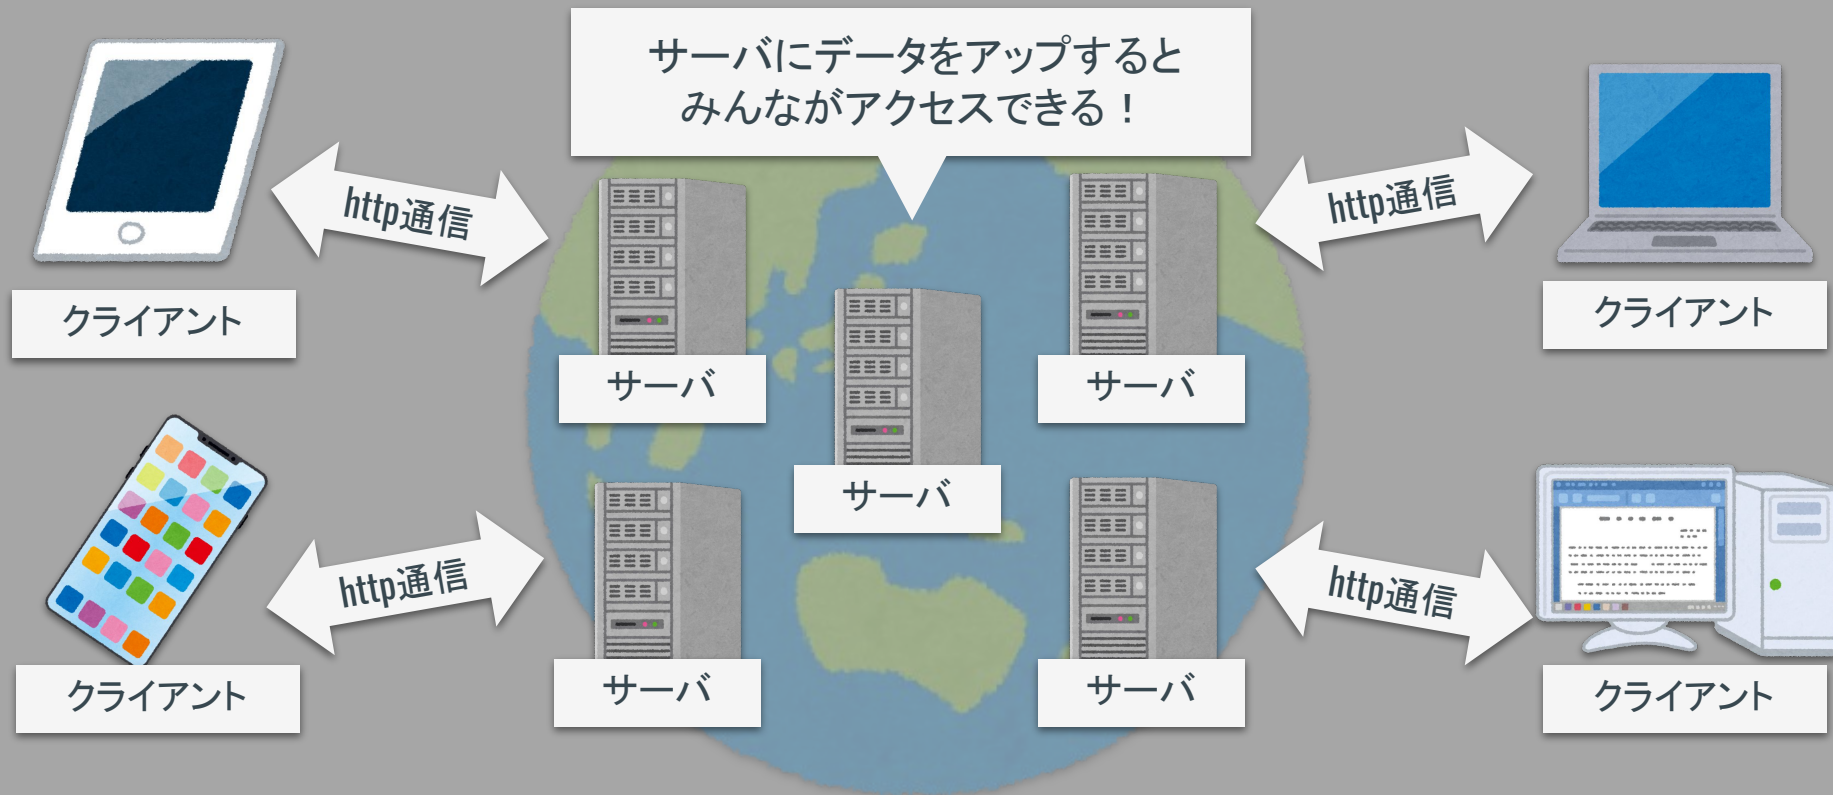 サーバにデータをアップすると
みんながアクセスできる！
http通信
http通信
クライアント
クライアント
サーバ
サーバ
サーバ
http通信
http通信
クライアント
サーバ
サーバ
クライアント